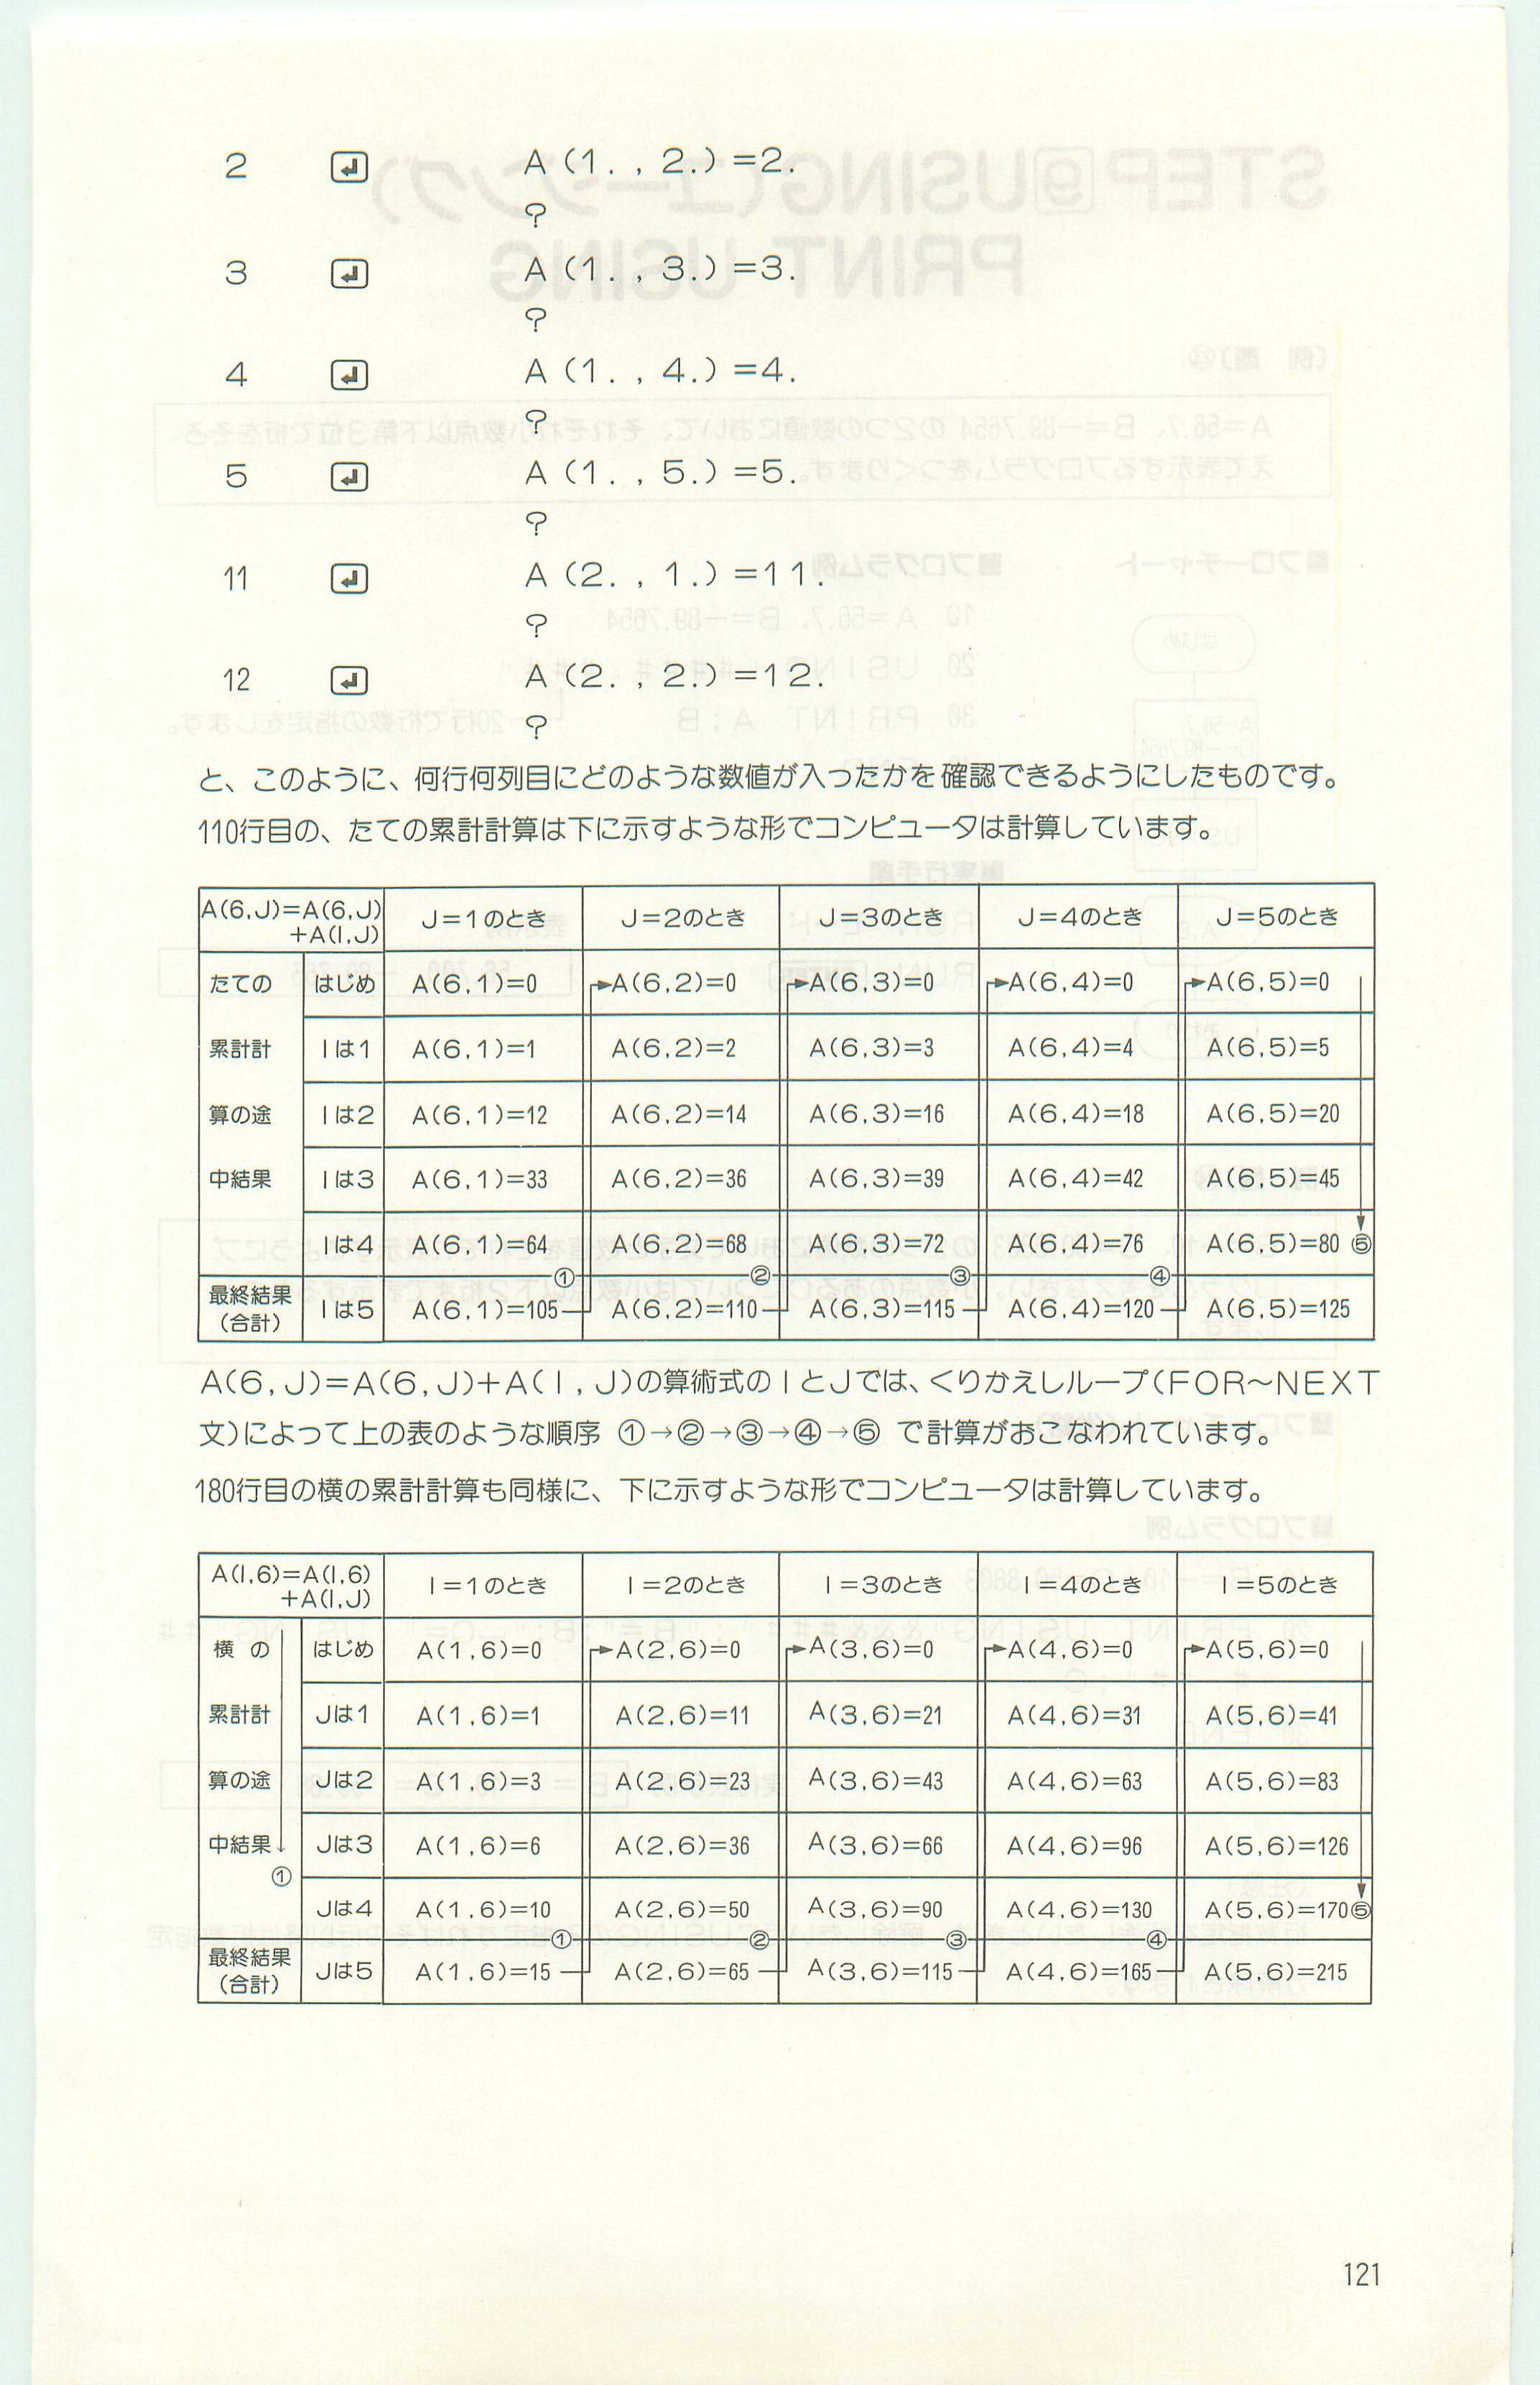 2 ↵ A(1. , 2.)=2.
?
3 ↵ A(1. , 3.)=3.
?
4 ↵ A(1. , 4.)=4.
?
5 ↵ A(1. , 5.)=5.
?
11 ↵ A(2. , 1.)=11.
?
12 ↵ A(2. , 2.)=12.
?
と、このように、何行何列目にどのような数値が入ったかを確認できるようにしたものです。
110行目の、たての累計計算は下に示すような形でコンピュータは計算しています。
A(6,J)=A(6,J)
+A(I,J) J=1のとき J=2のとき J=3のとき J=4のとき J=5のとき
たての はじめ A(6,1)=0 A(6,2)=0 A(6,3)=0 A(6,4)=0 A(6,5)=0
累計計 Iは1 A(6,1)=1 A(6,2)=2 A(6,3)=3 A(6,4)=4 A(6,5)=5
算の途 Iは2 A(6,1)=12 A(6,2)=14 A(6,3)=16 A(6,4)=18 A(6,5)=20
中結果 Iは3 A(6,1)=33 A(6,2)=36 A(6,3)=39 A(6,4)=42 A(6,5)=45
Iは4 A(6,1)=64 A(6,2)=68 A(6,3)=72 A(6,4)=76 A(6,5)=80 ⑤
① ② ③ ④
最終結果
(合計) Iは5 A(6,1)=105 A(6,2)=110 A(6,3)=115 A(6,4)=120 A(6,5)=125
A(6,J)=A(6,J)+A(I,J)の算術式のIとJでは、くりかえしループ(FOR〜NEXT
文)によって上の表のような順序 ①→②→③→④→⑤ で計算がおこなわれています。
180行目の横の累計計算も同様に、下に示すような形でコンピュータは計算しています。
A(I,6)=A(I,6)
+A(I,J) I=1のとき I=2のとき I=3のとき I=4のとき I=5のとき
横の はじめ A(1,6)=0 A(2,6)=0 A(3,6)=0 A(4,6)=0 A(5,6)=0
累計計 Jは1 A(1,6)=1 A(2,6)=11 A(3,6)=21 A(4,6)=31 A(5,6)=41
算の途 Jは2 A(1,6)=3 A(2,6)=23 A(3,6)=43 A(4,6)=63 A(5,6)=83
中結果 Jは3 A(1,6)=6 A(2,6)=36 A(3,6)=66 A(4,6)=96 A(5,6)=126
①
Jは4 A(1,6)=10 A(2,6)=50 A(3,6)=90 A(4,6)=130 A(5,6)=170⑤
① ② ③ ④
最終結果
(合計) Jは5 A(1,6)=15 A(2,6)=65 A(3,6)=115 A(4,6)=165 A(5,6)=215
121